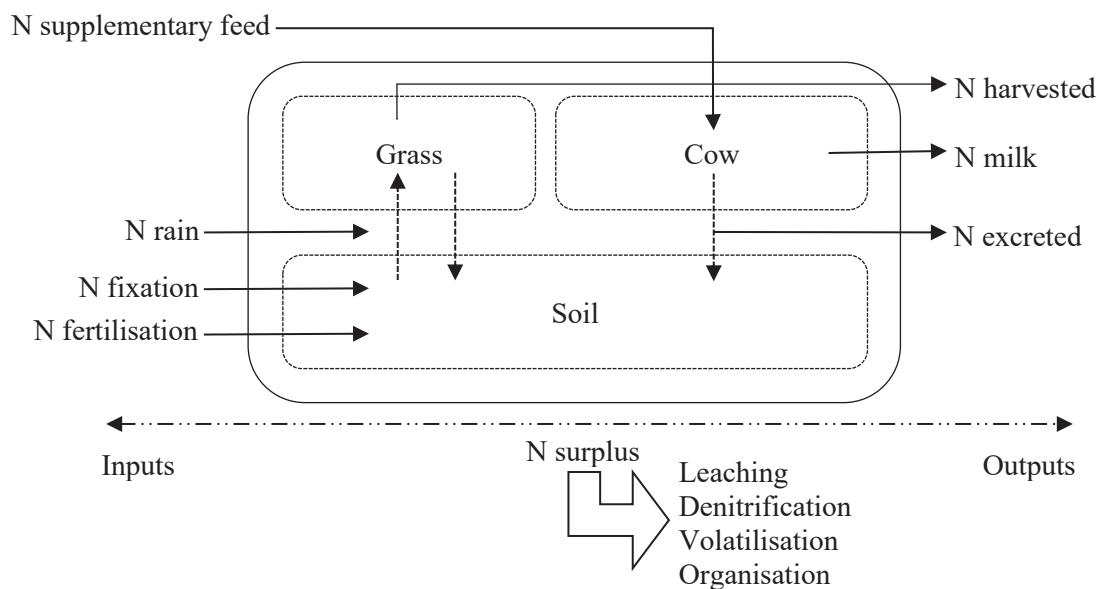 N supplementary feed
N harvested
Grass
Cow
N milk
N rain
N excreted
N fixation
Soil
N fertilisation
Inputs
N surplus
Outputs
Leaching
Denitrification
Volatilisation
Organisation